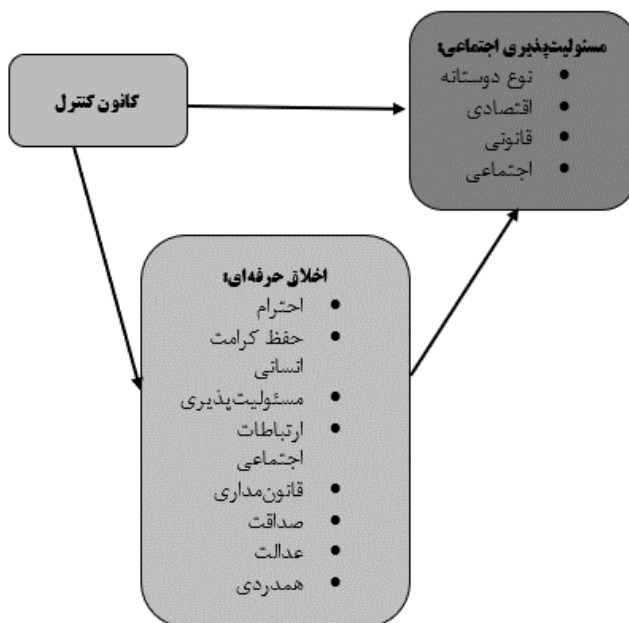 مسئولیت‌پذیری اجتماعی:
• نوع دوستانه
• اقتصادی
• قانونی
• اجتماعی
کانون کنترل
اخلاق حرفه‌ای:
• احترام
• حفظ کرامت
انسانی
• مسئولیت‌پذیری
• ارتباطات
اجتماعی
• قانون‌مداری
• صداقت
• عدالت
• همدردی